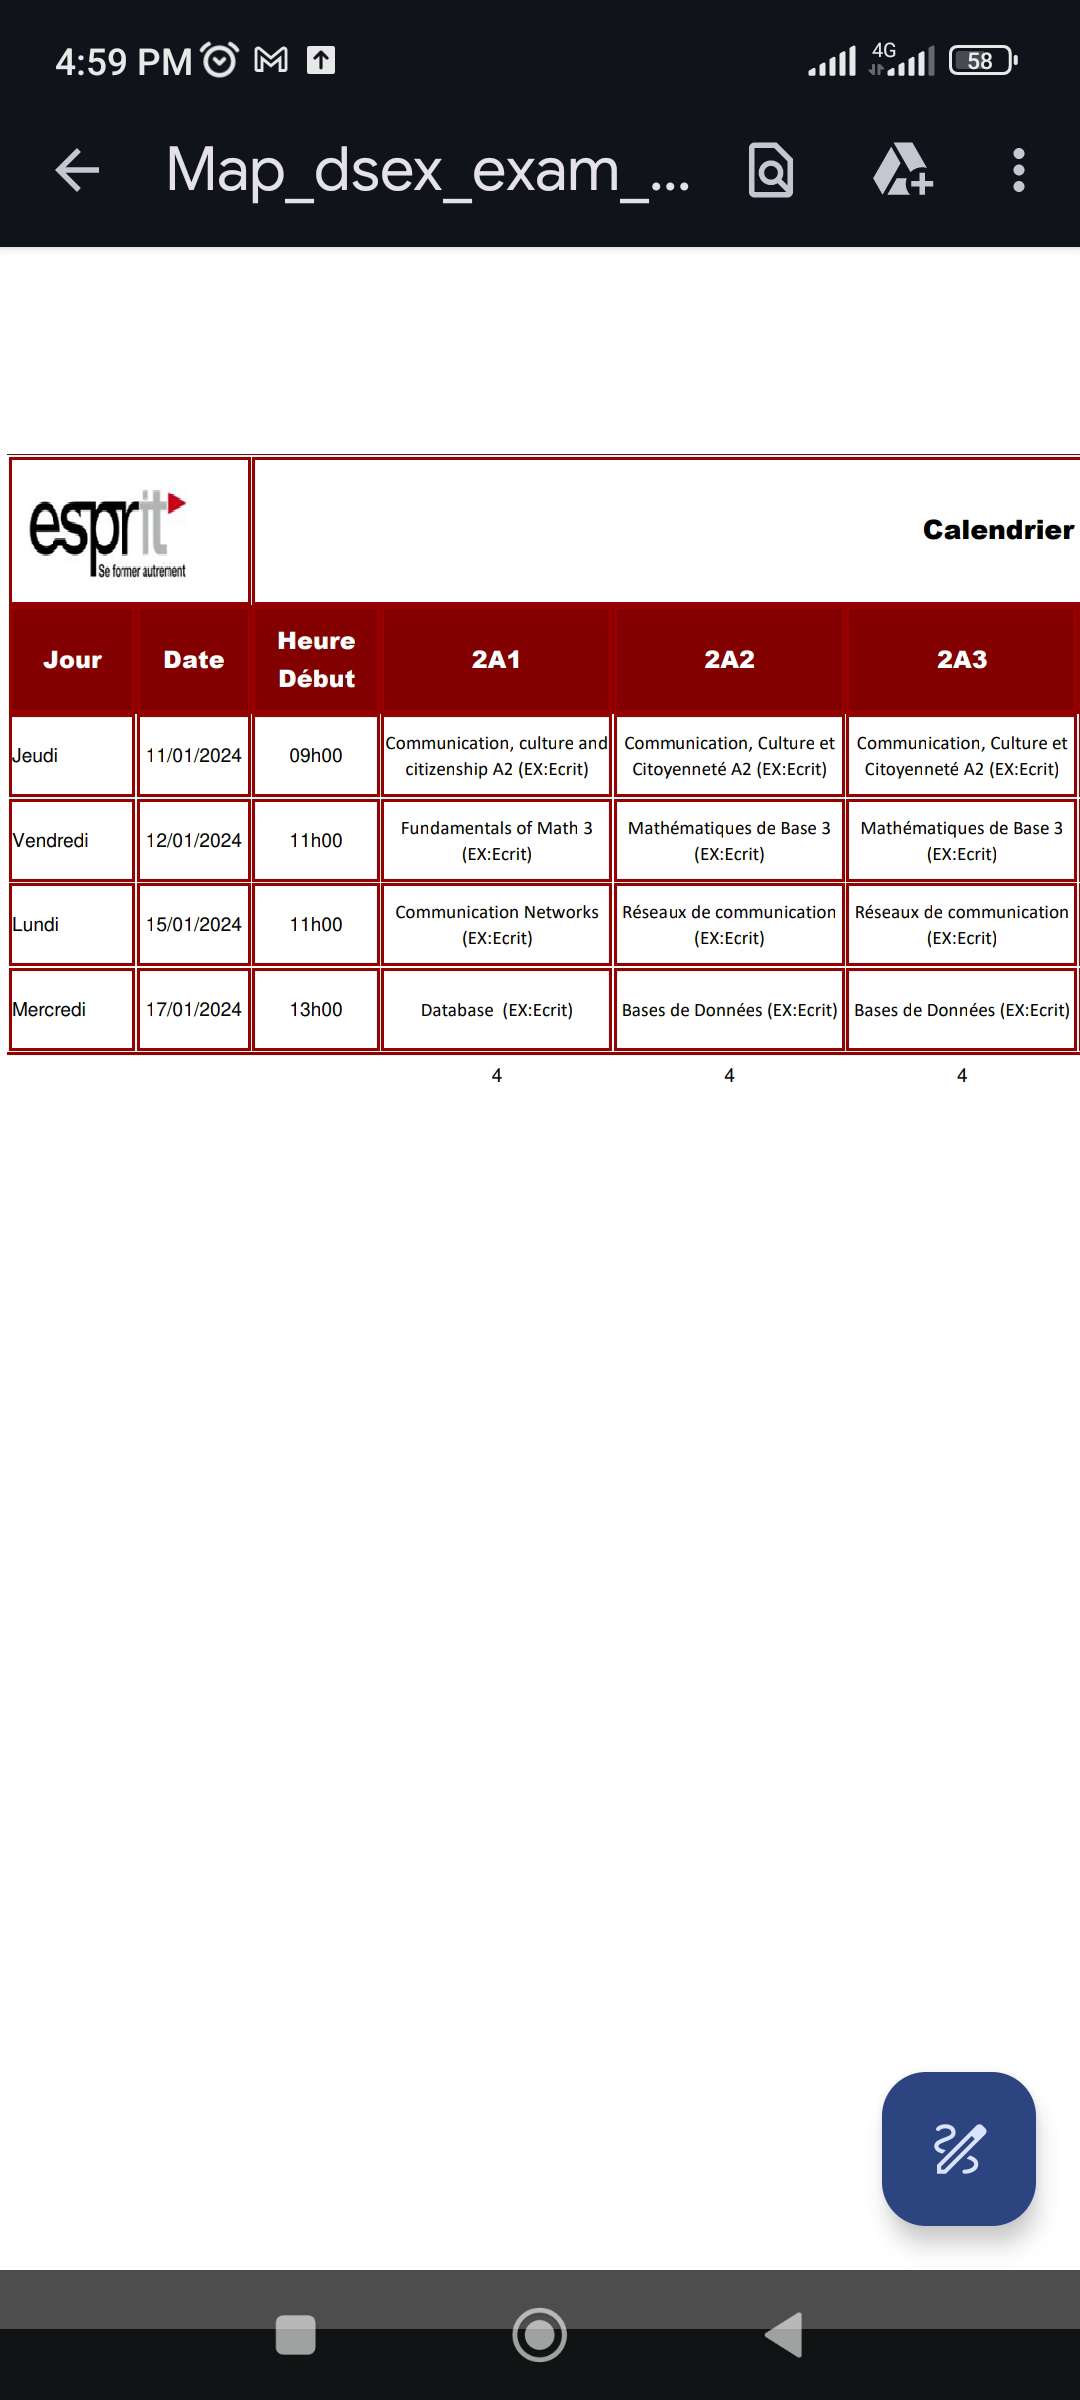 4:59 PM
4G
58
Map_dsex_exam_...
esprit
Se former autrement
Calendrier
Jour Date Heure Début 2A1 2A2 2A3
Jeudi 11/01/2024 09h00 Communication, culture and citizenship A2 (EX:Ecrit) Communication, Culture et Citoyenneté A2 (EX:Ecrit) Communication, Culture et Citoyenneté A2 (EX:Ecrit)
Vendredi 12/01/2024 11h00 Fundamentals of Math 3 (EX:Ecrit) Mathématiques de Base 3 (EX:Ecrit) Mathématiques de Base 3 (EX:Ecrit)
Lundi 15/01/2024 11h00 Communication Networks (EX:Ecrit) Réseaux de communication (EX:Ecrit) Réseaux de communication (EX:Ecrit)
Mercredi 17/01/2024 13h00 Database (EX:Ecrit) Bases de Données (EX:Ecrit) Bases de Données (EX:Ecrit)
4 4 4